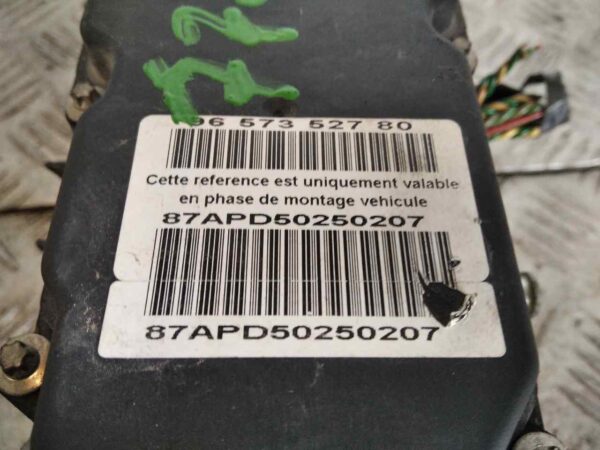 96 573 527 80
Cette reference est uniquement valable
en phase de montage vehicule
87APD50250207
87APD50250207